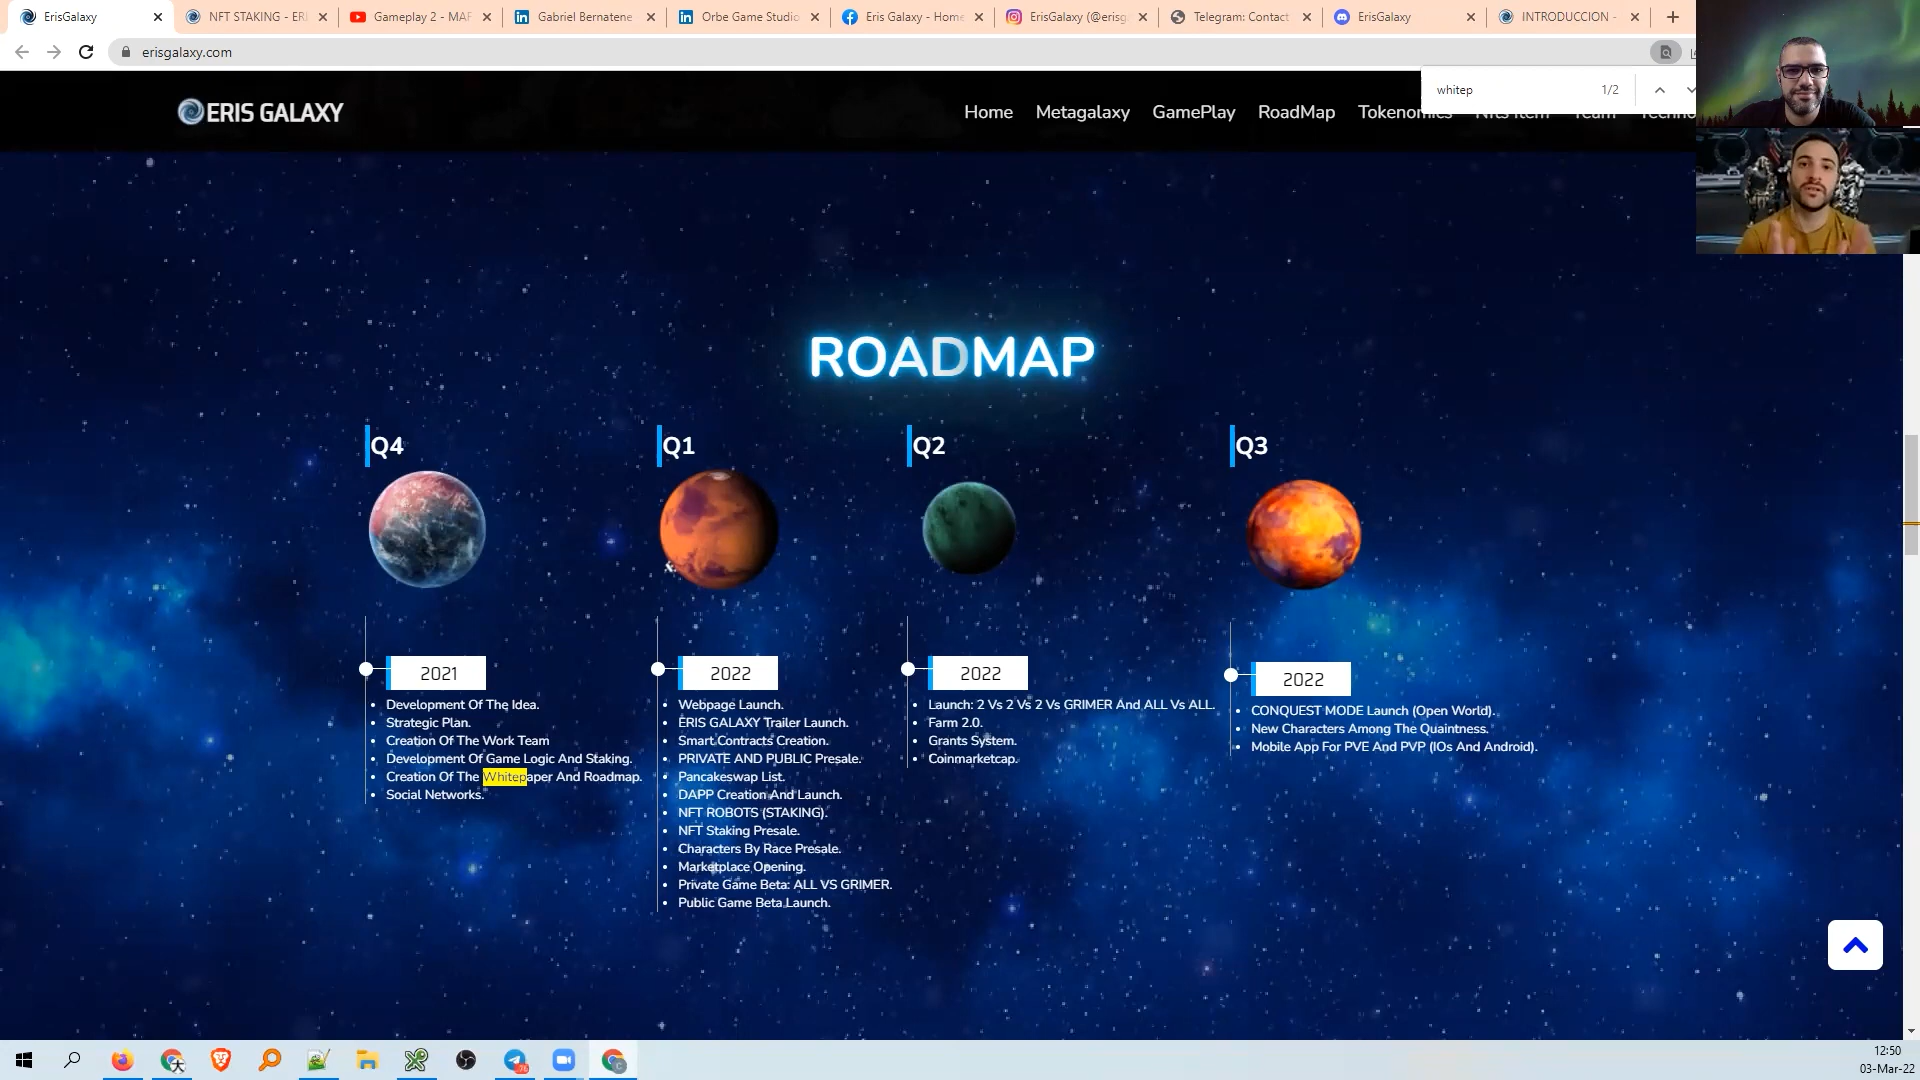 ErisGalaxy
NFT STAKING - ERI
Gameplay 2 - MAF
Gabriel Bernatene
Orbe Game Studio
Eris Galaxy - Home
ErisGalaxy (@erisg
Telegram: Contact
ErisGalaxy
INTRODUCCION -
erisgalaxy.com
whitep
1/2
ERIS GALAXY
Home
Metagalaxy
GamePlay
RoadMap
Tokenomics
Nfts Item
Team
Techno
ROADMAP
Q4
2021
Development Of The Idea.
Strategic Plan.
Creation Of The Work Team
Development Of Game Logic And Staking.
Creation Of The Whitepaper And Roadmap.
Social Networks.
Q1
2022
Webpage Launch.
ERIS GALAXY Trailer Launch.
Smart Contracts Creation.
PRIVATE AND PUBLIC Presale.
Pancakeswap List.
DAPP Creation And Launch.
NFT ROBOTS (STAKING).
NFT Staking Presale.
Characters By Race Presale.
Marketplace Opening.
Private Game Beta: ALL VS GRIMER.
Public Game Beta Launch.
Q2
2022
Launch: 2 Vs 2 Vs 2 Vs GRIMER And ALL Vs ALL.
Farm 2.0.
Grants System.
Coinmarketcap.
Q3
2022
CONQUEST MODE Launch (Open World).
New Characters Among The Quaintness.
Mobile App For PVE And PVP (IOs And Android).
12:50
03-Mar-22